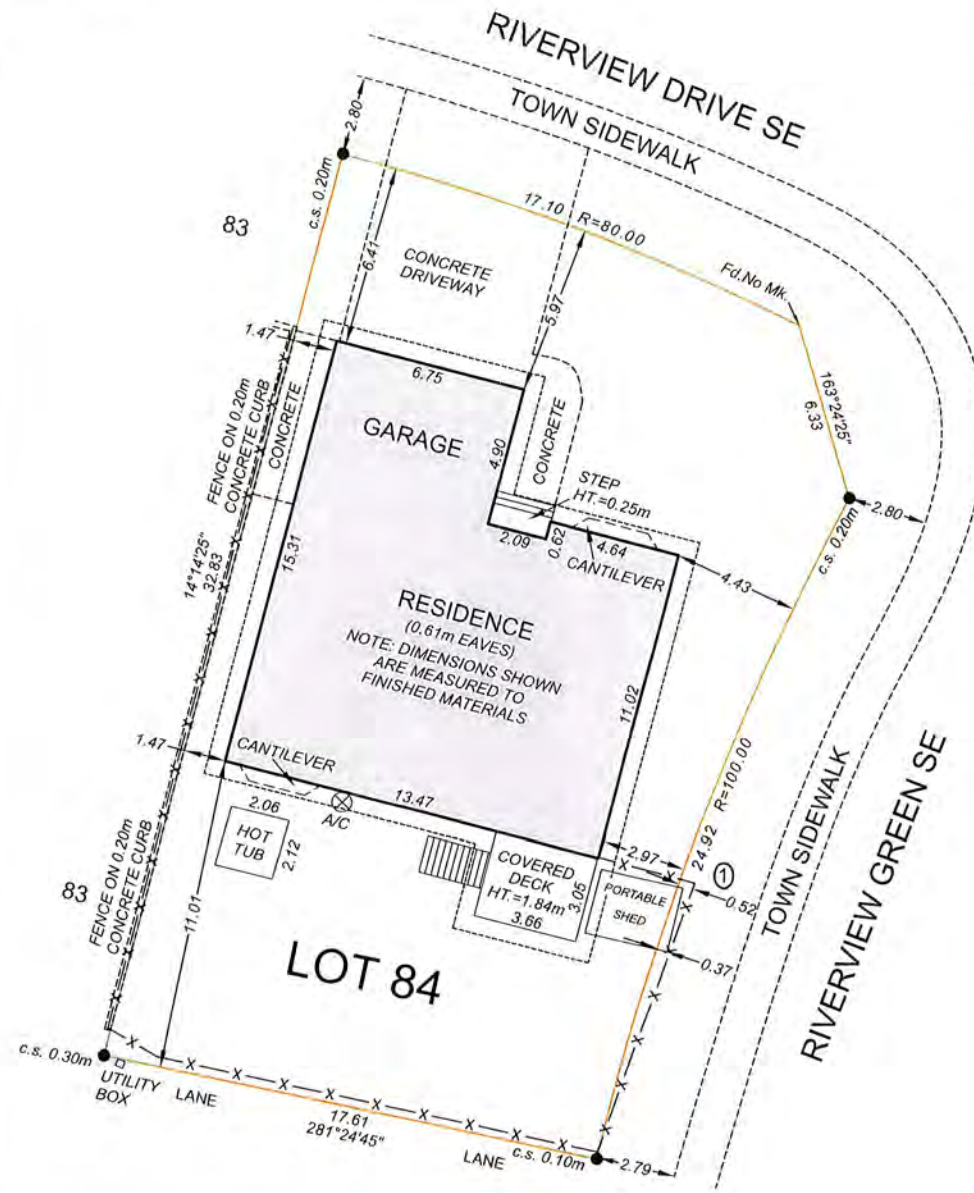 RIVERVIEW DRIVE SE
TOWN SIDEWALK
2.80
c.s. 0.20m
83
17.10 R=80.00
Fd.No Mk.
6.41
CONCRETE
DRIVEWAY
5.97
163°24'25"
6.33
1.47
6.75
FENCE ON 0.20m
CONCRETE CURB
CONCRETE
GARAGE
4.90
CONCRETE
STEP
HT.=0.25m
2.80
c.s. 0.20m
2.09
0.62
4.64
CANTILEVER
4.43
14°14'25"
32.83
15.31
RESIDENCE
(0.61m EAVES)
NOTE: DIMENSIONS SHOWN
ARE MEASURED TO
FINISHED MATERIALS
11.02
R=100.00
24.92
1.47
CANTILEVER
13.47
2.06
A/C
HOT
TUB
2.12
COVERED
DECK
HT.=1.84m
3.05
3.66
2.97
PORTABLE
SHED
1
0.52
0.37
TOWN SIDEWALK
RIVERVIEW GREEN SE
83
FENCE ON 0.20m
CONCRETE CURB
11.01
LOT 84
c.s. 0.30m
UTILITY
BOX
LANE
17.61
281°24'45"
LANE
c.s. 0.10m
2.79